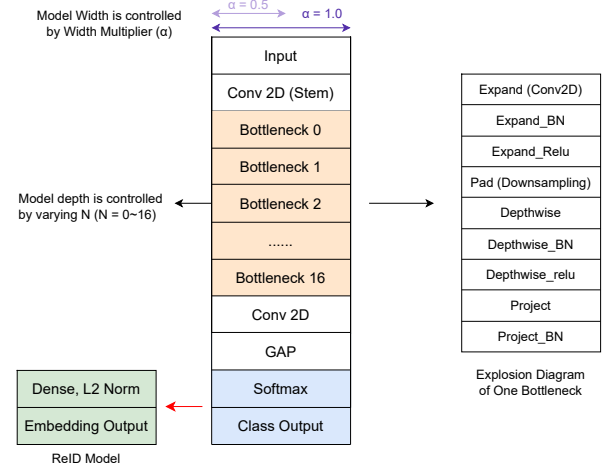 Model Width is controlled
by Width Multiplier (α)
α = 0.5
α = 1.0
Input
Conv 2D (Stem)
Bottleneck 0
Bottleneck 1
Bottleneck 2
......
Bottleneck 16
Conv 2D
GAP
Softmax
Class Output
Model depth is controlled
by varying N (N = 0~16)
Dense, L2 Norm
Embedding Output
ReID Model
Expand (Conv2D)
Expand_BN
Expand_Relu
Pad (Downsampling)
Depthwise
Depthwise_BN
Depthwise_relu
Project
Project_BN
Explosion Diagram
of One Bottleneck